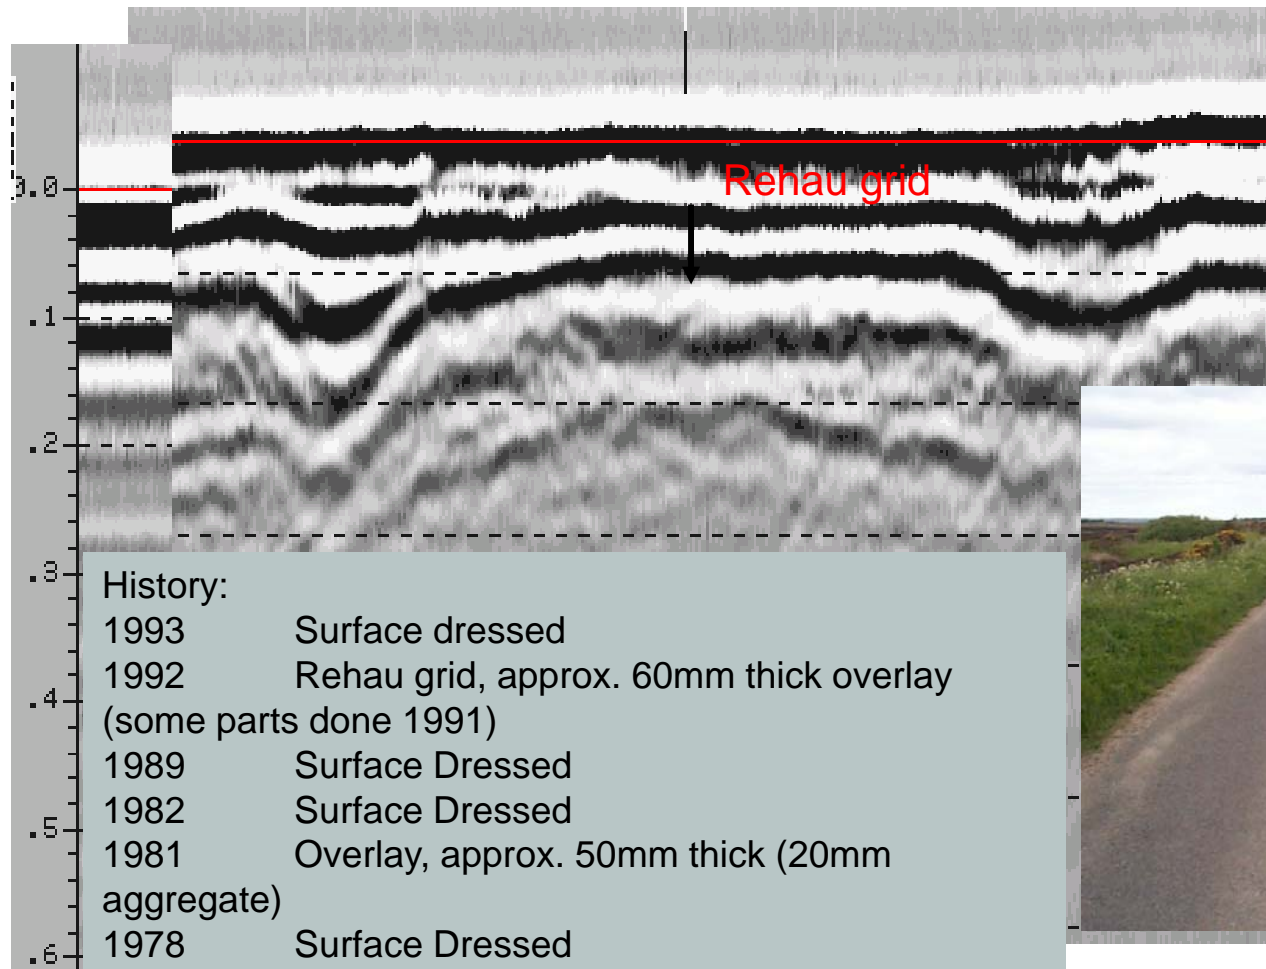 Rehau grid
0.0
.1
.2
.3
.4
.5
.6
History:
1993 Surface dressed
1992 Rehau grid, approx. 60mm thick overlay
(some parts done 1991)
1989 Surface Dressed
1982 Surface Dressed
1981 Overlay, approx. 50mm thick (20mm
aggregate)
1978 Surface Dressed